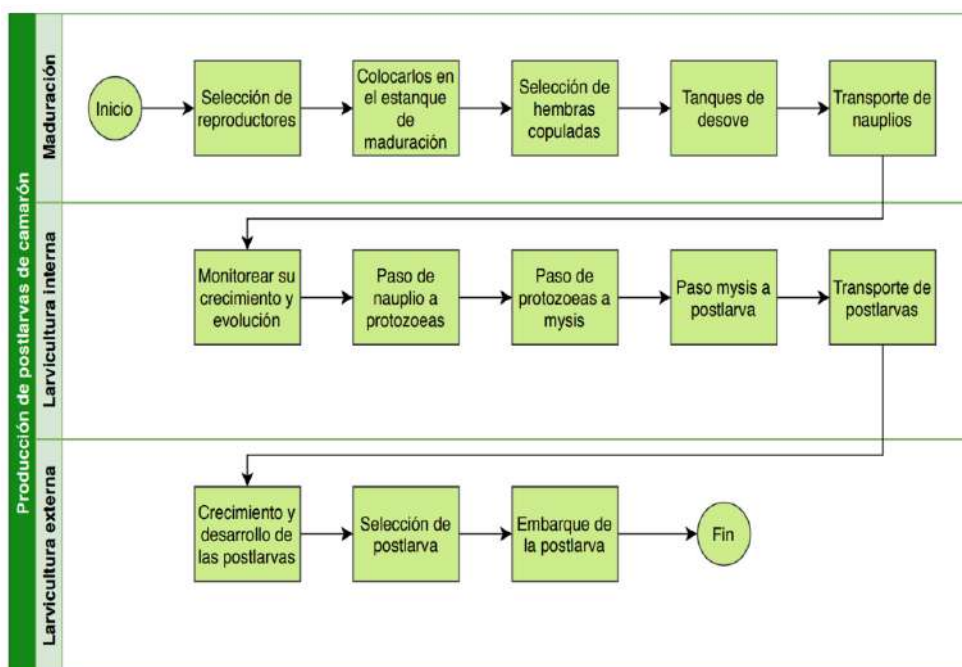 Producción de postlarvas de camarón
Maduración
Inicio
Selección de
reproductores
Colocarlos en
el estanque
de
maduración
Selección de
hembras
copuladas
Tanques de
desove
Transporte de
nauplios
Larvicultura interna
Monitorear su
crecimiento y
evolución
Paso de
nauplio a
protozoeas
Paso de
protozoeas a
mysis
Paso mysis a
postlarva
Transporte de
postlarvas
Larvicultura externa
Crecimiento y
desarrollo de
las postlarvas
Selección de
postlarva
Embarque de
la postlarva
Fin